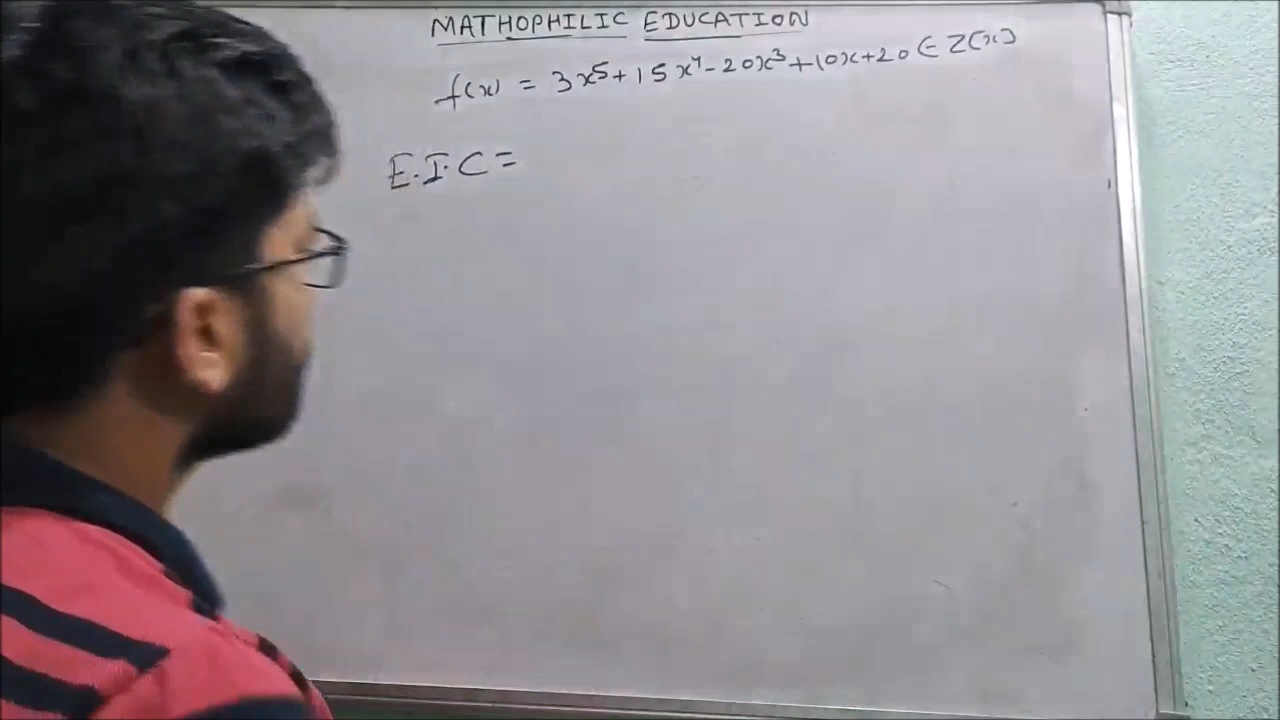 MATHOPHILIC EDUCATION
f(x) = 3x⁵+15x⁴-20x³+10x+20 ∈ Z[x]
E.I.C=